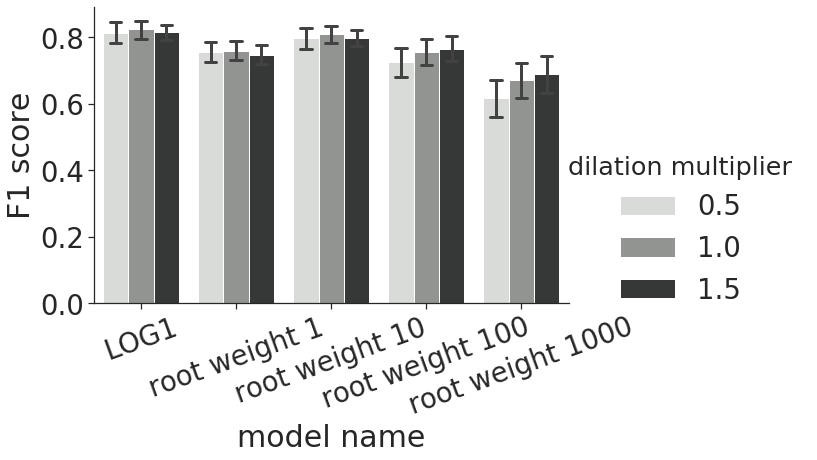 F1 score
0.8
0.6
0.4
0.2
0.0
LOG1
root weight 1
root weight 10
root weight 100
root weight 1000
model name
dilation multiplier
0.5
1.0
1.5